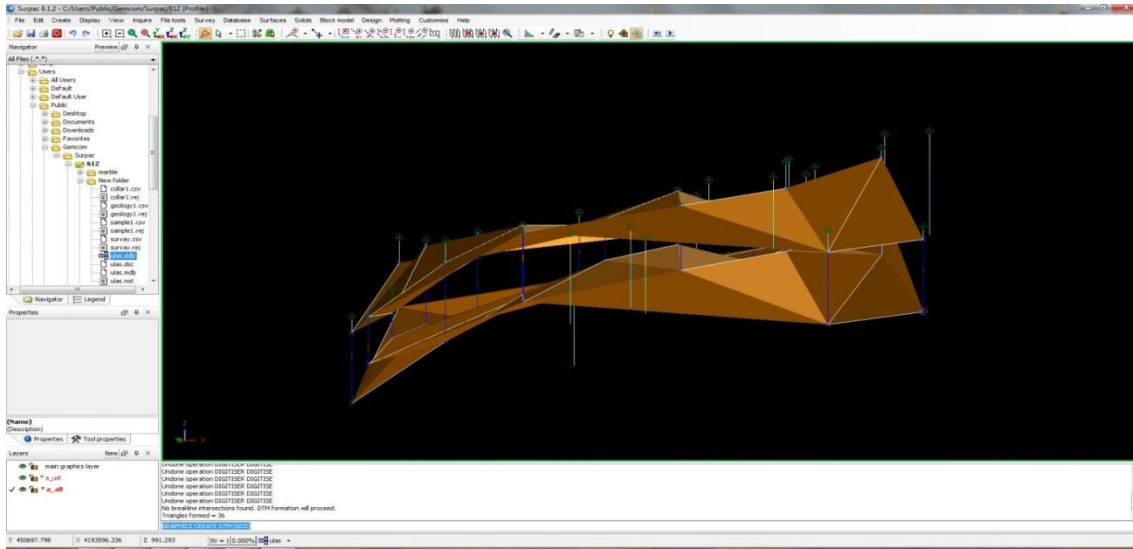 Surpac 6.1.2 - C:/Users/Public/Gemcom/Surpac/612 (Profile)
File Edit Create Display View Inquire File tools Survey Database Surfaces Solids Block model Design Plotting Customise Help
Navigator Preview
All Files (*.*)
Users
All Users
Default
Default User
Public
Desktop
Documents
Downloads
Favorites
Gemcom
Surpac
612
marble
New folder
collar1.csv
collar1.rej
geology1.csv
geology1.rej
sample1.csv
sample1.rej
survay.csv
survay.rej
ulas.ddb
ulas.dsc
ulas.mdb
ulas.not
Navigator Legend
Properties
(Name)
(Description)
Properties Tool properties
Layers New
main graphics layer
* a_ust
* a_alt
Z
X
Undone operation DIGITISER DIGITISE
Undone operation DIGITISER DIGITISE
Undone operation DIGITISER DIGITISE
Undone operation DIGITISER DIGITISE
Undone operation DIGITISER DIGITISE
No breakline intersections found. DTM formation will proceed.
Triangles formed = 36
GRAPHICS CREATE DTM (GCD)
Y 450697.798 X 4193596.336 Z 991.293 Str = 1 0.000% ulas